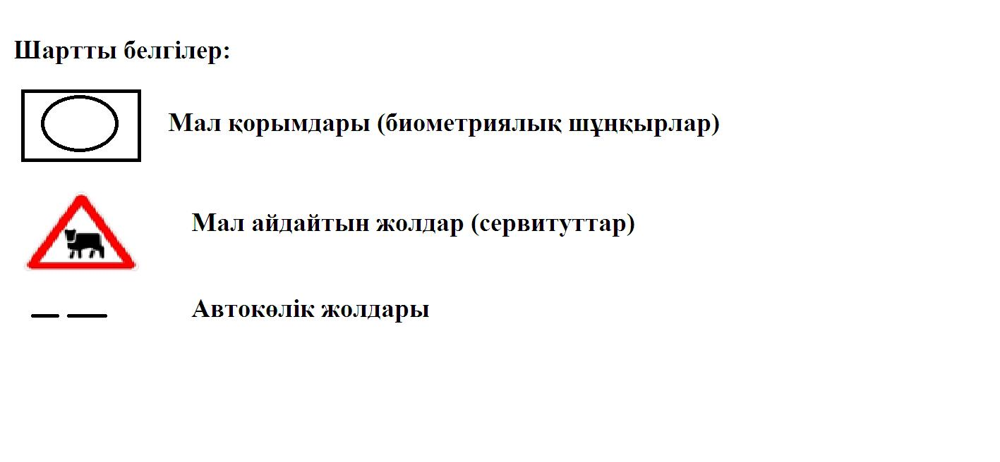 Шартты белгілер:
Мал қорымдары (биометриялық шұңқырлар)
Мал айдайтын жолдар (сервитуттар)
Автокөлік жолдары